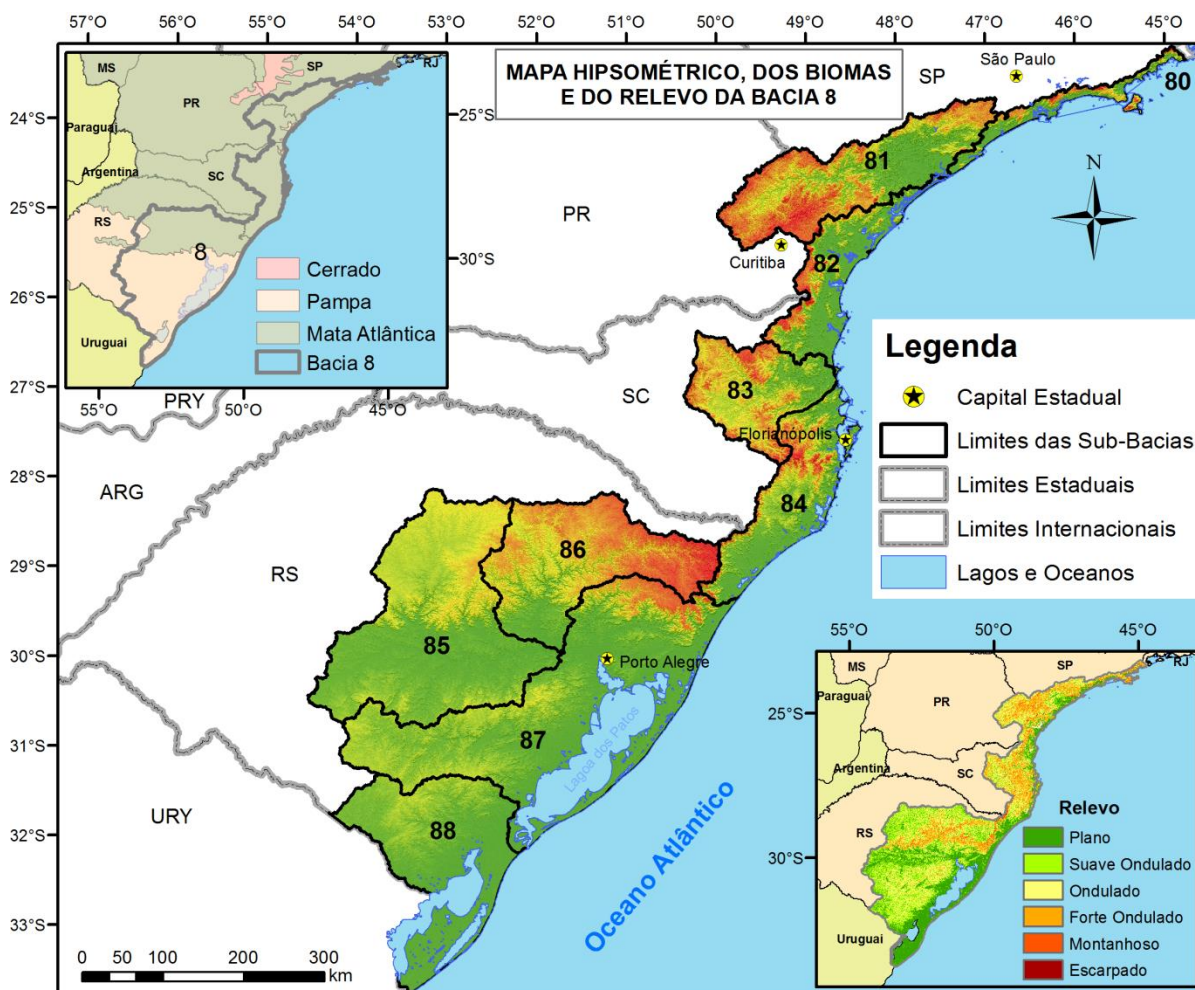 57°O 56°O 55°O 54°O 53°O 52°O 51°O 50°O 49°O 48°O 47°O 46°O 45°O 44°O
MAPA HIPSOMÉTRICO, DOS BIOMAS
E DO RELEVO DA BACIA 8
24°S
25°S
26°S
27°S
28°S
29°S
30°S
31°S
32°S
33°S
MS
SP
RJ
PR
Paraguai
Argentina
SC
RS
8
Uruguai
Cerrado
Pampa
Mata Atlântica
Bacia 8
25°S
30°S
55°O 50°O 45°O
SP
São Paulo
80
81
PR
Curitiba
82
N
83
SC
Florianópolis
84
PRY
ARG
RS
86
85
Porto Alegre
87
Lagoa dos Patos
URY
88
Oceano Atlântico
Legenda
Capital Estadual
Limites das Sub-Bacias
Limites Estaduais
Limites Internacionais
Lagos e Oceanos
55°O 50°O 45°O
MS
SP
RJ
Paraguai
PR
25°S
Argentina
SC
RS
30°S
Uruguai
Relevo
Plano
Suave Ondulado
Ondulado
Forte Ondulado
Montanhoso
Escarpado
0 50 100 200 300
km